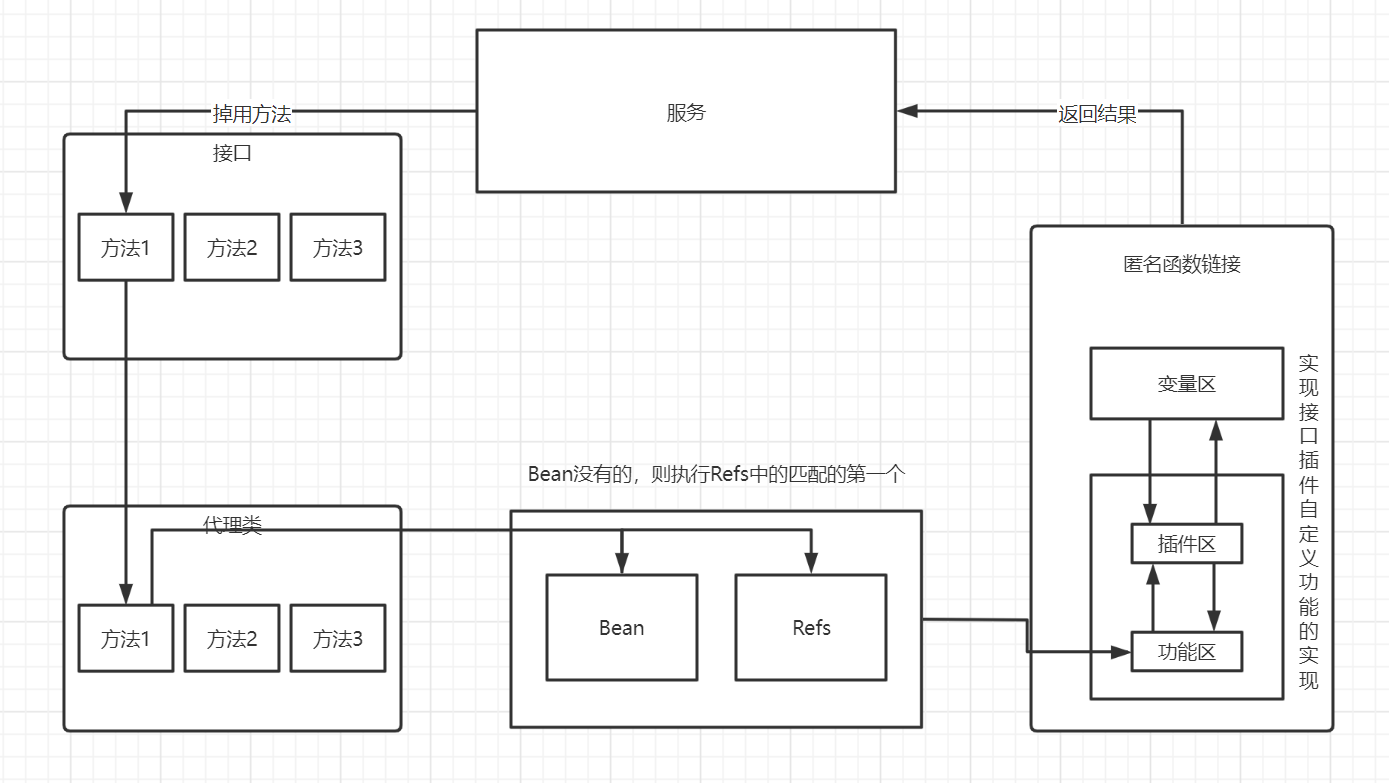 服务
掉用方法
返回结果
接口
方法1
方法2
方法3
匿名函数链接
变量区
实现接口插件自定义功能的实现
Bean没有的，则执行Refs中的匹配的第一个
代理类
方法1
方法2
方法3
Bean
Refs
插件区
功能区